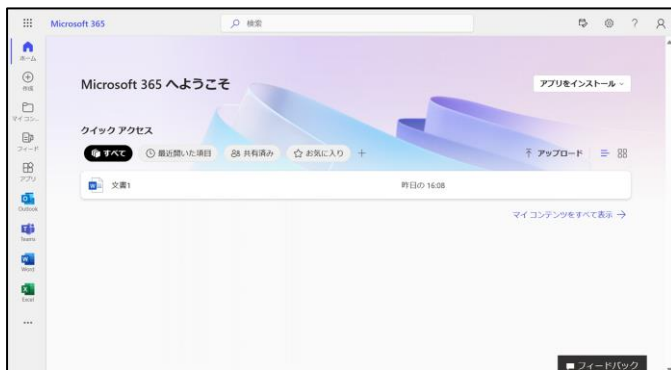 Microsoft 365
検索
?
ホーム
作成
マイ コン...
フィード
アプリ
Outlook
Teams
Word
Excel
Microsoft 365 へようこそ
アプリをインストール
クイック アクセス
すべて 最近開いた項目 共有済み お気に入り +
アップロード
文書1 昨日の 16:08
マイ コンテンツをすべて表示 →
フィードバック